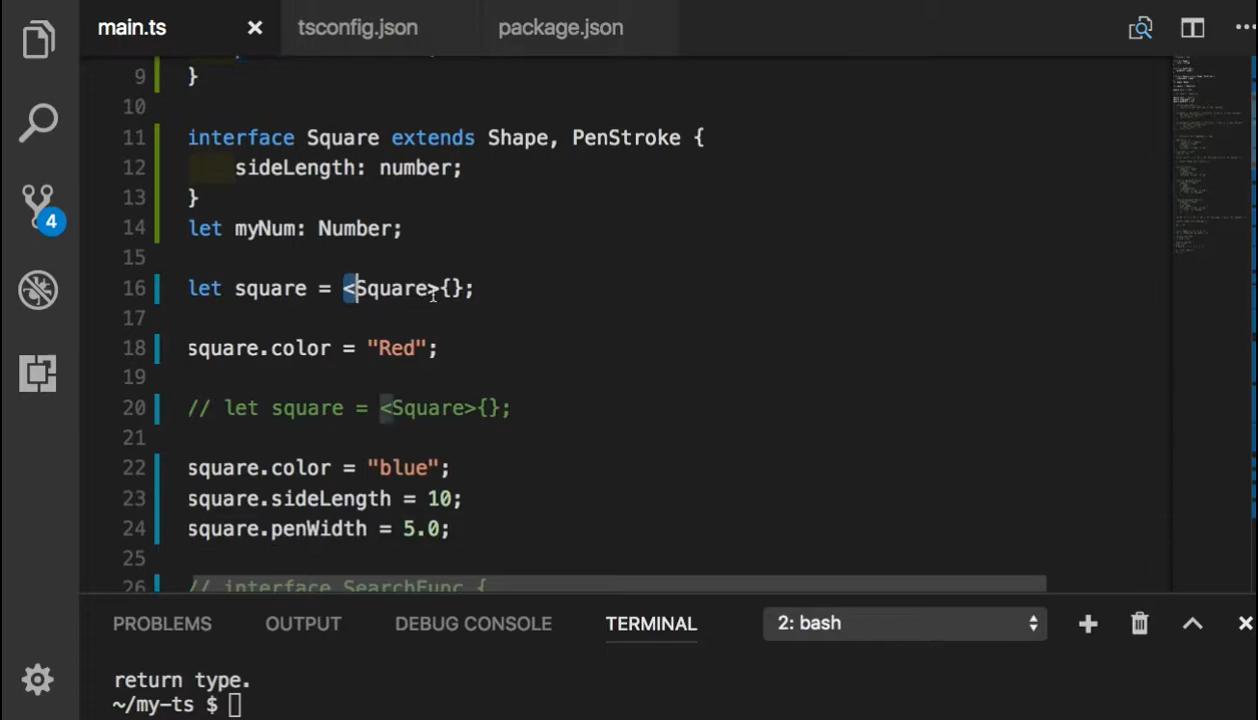 main.ts × tsconfig.json package.json
9 }
10
11 interface Square extends Shape, PenStroke {
12 sideLength: number;
13 }
14 let myNum: Number;
15
16 let square = <Square>{};
17
18 square.color = "Red";
19
20 // let square = <Square>{};
21
22 square.color = "blue";
23 square.sideLength = 10;
24 square.penWidth = 5.0;
25
26 // interface SearchFunc {
4
PROBLEMS OUTPUT DEBUG CONSOLE TERMINAL 2: bash
return type.
~/my-ts $